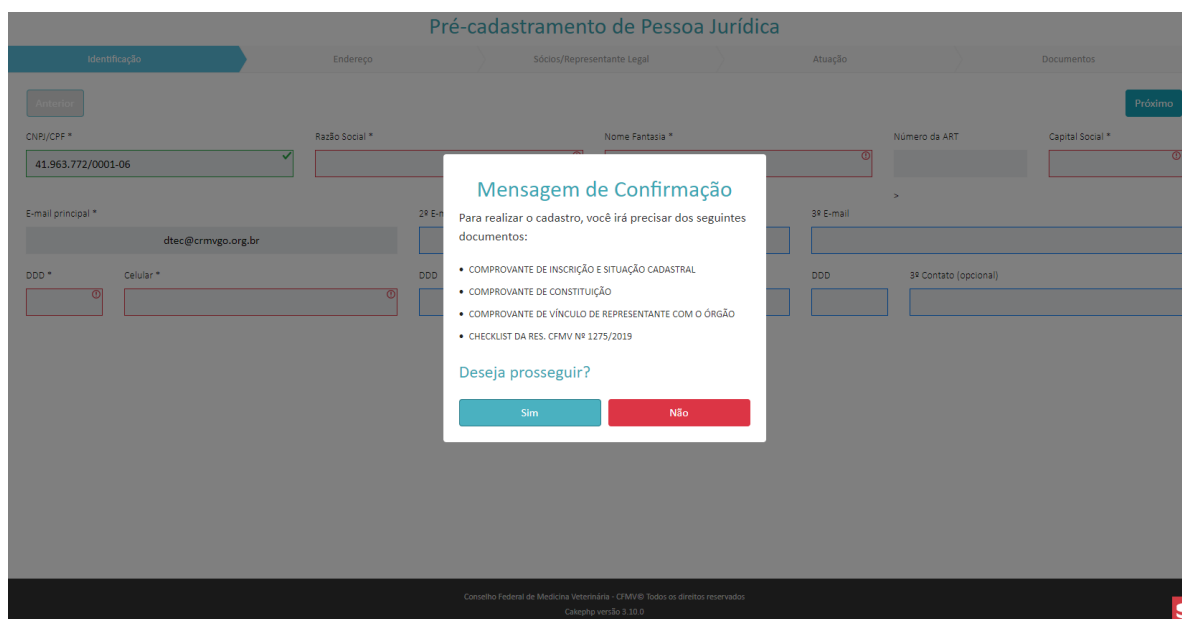 Pré-cadastramento de Pessoa Jurídica
Identificação
Endereço
Sócios/Representante Legal
Atuação
Documentos
Anterior
Próximo
CNPJ/CPF *
Razão Social *
Nome Fantasia *
Número da ART
Capital Social *
41.963.772/0001-06
>
E-mail principal *
2º E-m
3º E-mail
dtec@crmvgo.org.br
DDD *
Celular *
DDD
DDD
3º Contato (opcional)
Mensagem de Confirmação
Para realizar o cadastro, você irá precisar dos seguintes
documentos:
• COMPROVANTE DE INSCRIÇÃO E SITUAÇÃO CADASTRAL
• COMPROVANTE DE CONSTITUIÇÃO
• COMPROVANTE DE VÍNCULO DE REPRESENTANTE COM O ÓRGÃO
• CHECKLIST DA RES. CFMV Nº 1275/2019
Deseja prosseguir?
Sim
Não
Conselho Federal de Medicina Veterinária - CFMV© Todos os direitos reservados
Cakephp versão 3.10.0